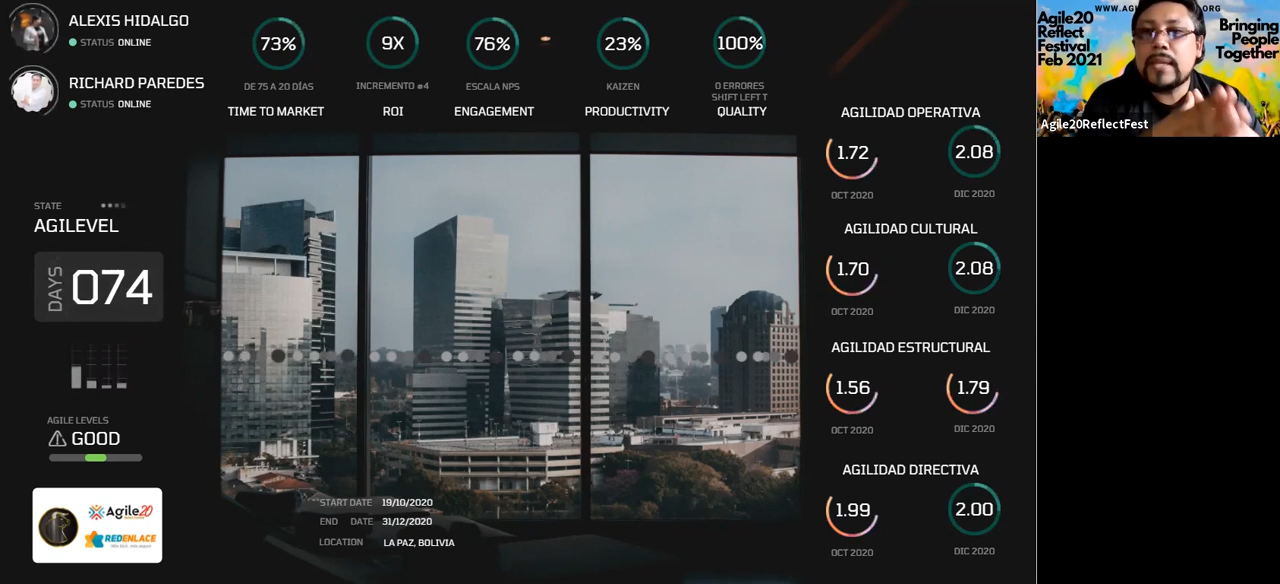 ALEXIS HIDALGO
STATUS ONLINE
RICHARD PAREDES
STATUS ONLINE
73%
DE 75 A 20 DÍAS
TIME TO MARKET
9X
INCREMENTO #4
ROI
76%
ESCALA NPS
ENGAGEMENT
23%
KAIZEN
PRODUCTIVITY
100%
0 ERRORES
SHIFT LEFT T
QUALITY
STATE
AGILEVEL
DAYS
074
AGILE LEVELS
GOOD
Agile20
REDENLACE
START DATE 19/10/2020
END DATE 31/12/2020
LOCATION LA PAZ, BOLIVIA
AGILIDAD OPERATIVA
1.72 2.08
OCT 2020 DIC 2020
AGILIDAD CULTURAL
1.70 2.08
OCT 2020 DIC 2020
AGILIDAD ESTRUCTURAL
1.56 1.79
OCT 2020 DIC 2020
AGILIDAD DIRECTIVA
1.99 2.00
OCT 2020 DIC 2020
Agile20
Reflect
Festival
Feb 2021
Bringing
People
Together
Agile20ReflectFest